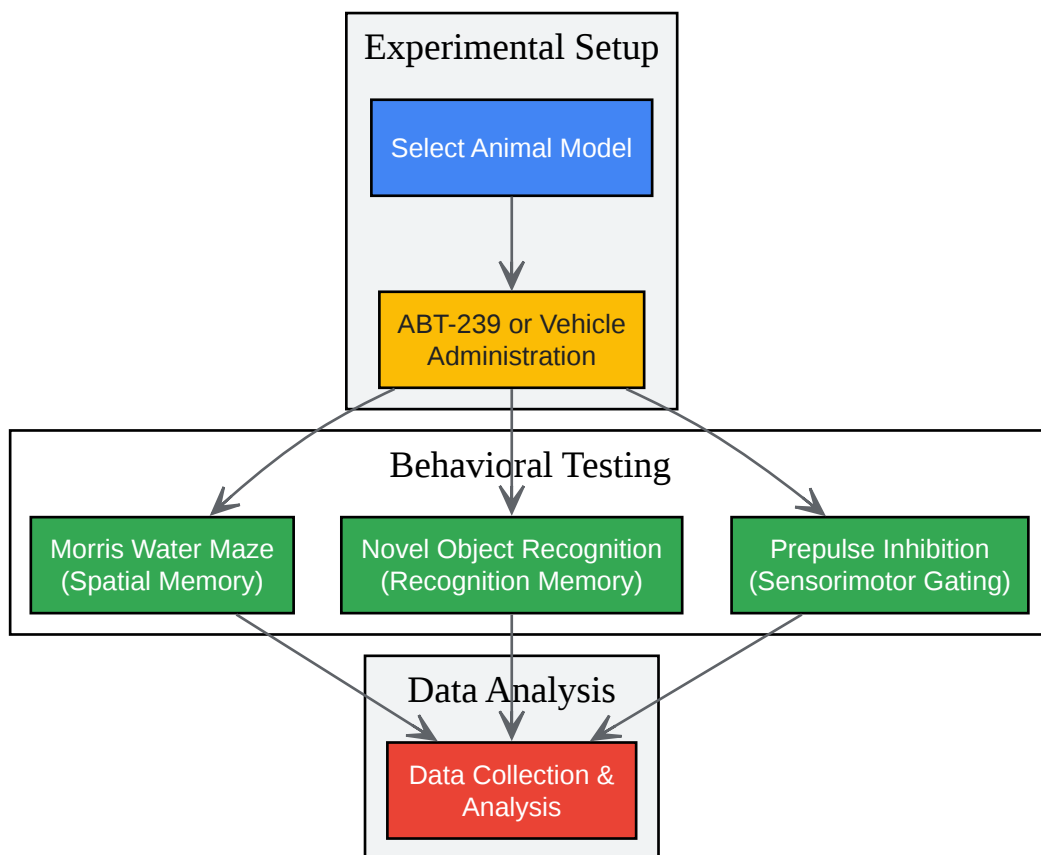 Experimental Setup
Select Animal Model
ABT-239 or Vehicle
Administration
Behavioral Testing
Morris Water Maze
(Spatial Memory)
Novel Object Recognition
(Recognition Memory)
Prepulse Inhibition
(Sensorimotor Gating)
Data Analysis
Data Collection &
Analysis